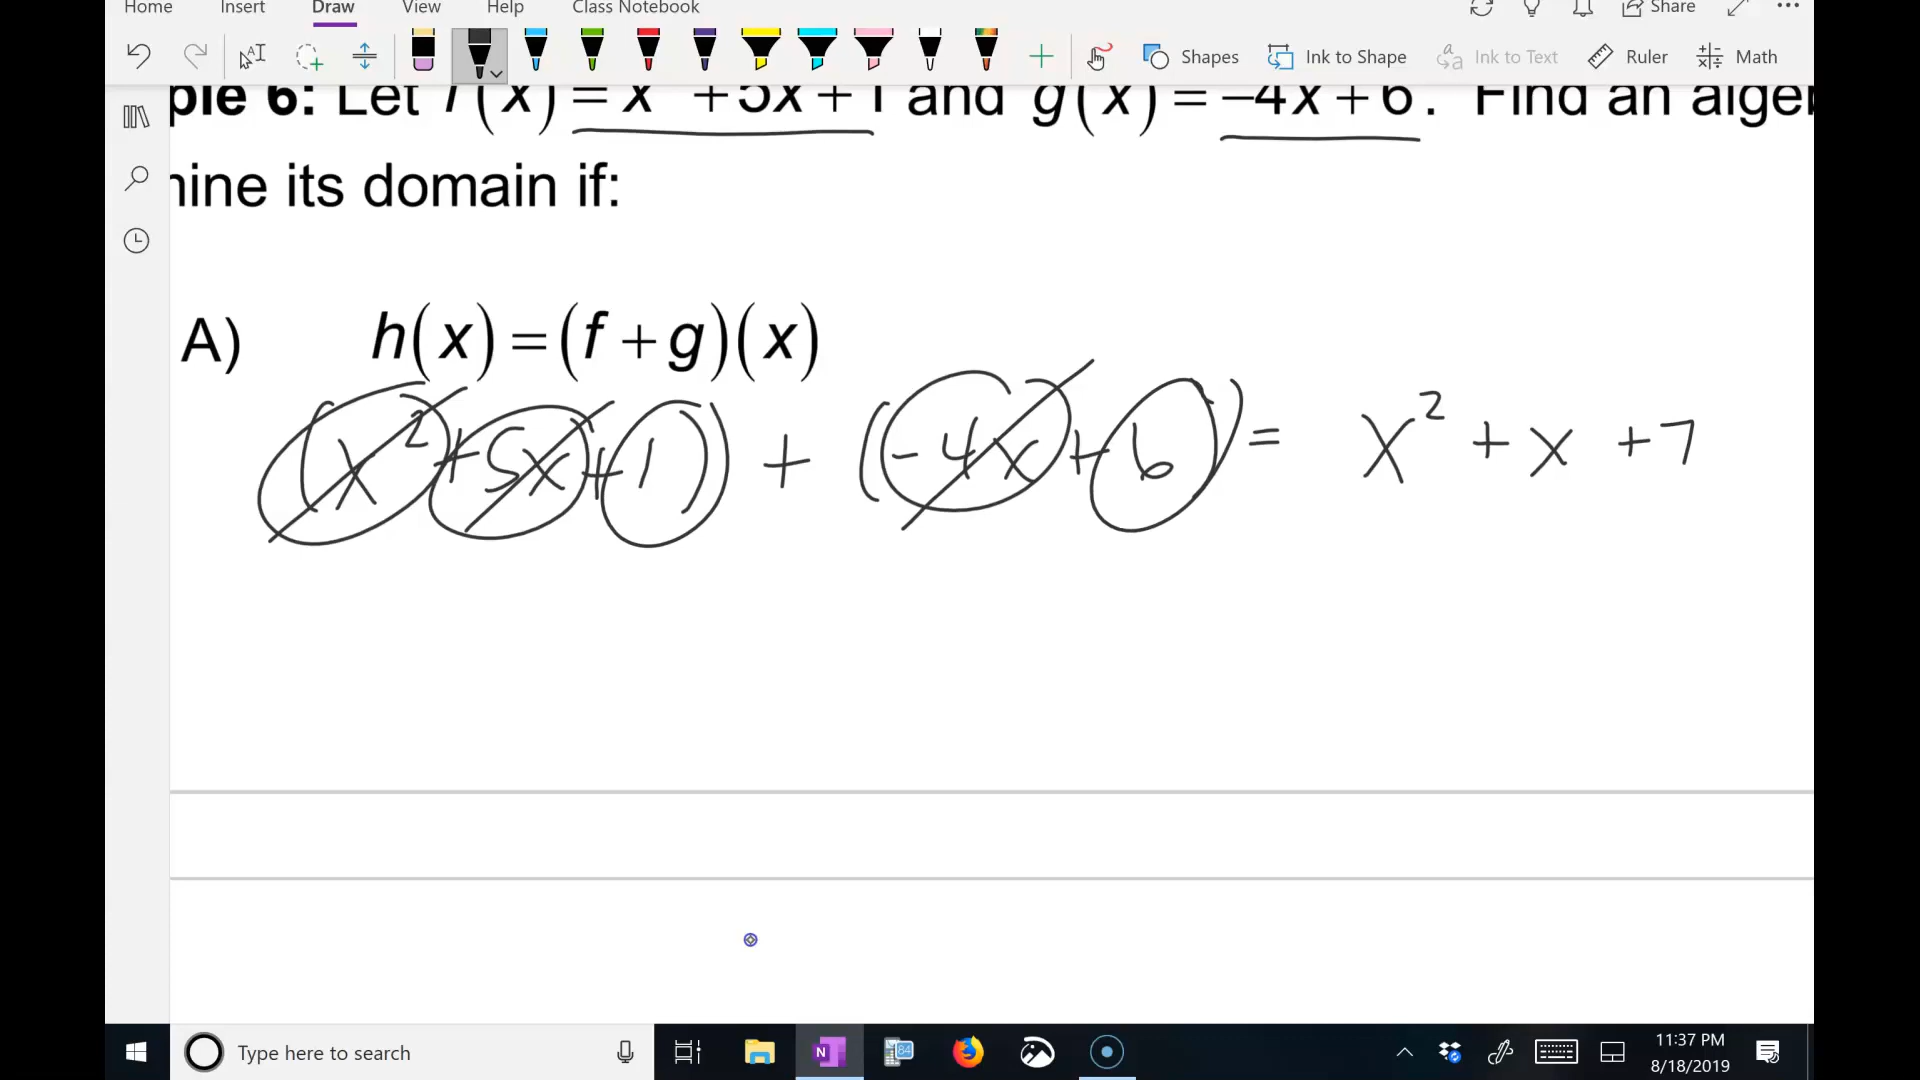 Home Insert Draw View Help Class Notebook Share
Shapes Ink to Shape Ink to Text Ruler Math
ple 6: Let f(x) = x +5x+1 and g(x) = −4x+6. Find an algeb
nine its domain if:
A) h(x) = (f + g)(x)
(x² +5x+1) + (-4x+6) = x² + x + 7
Type here to search
84
N
11:37 PM
8/18/2019